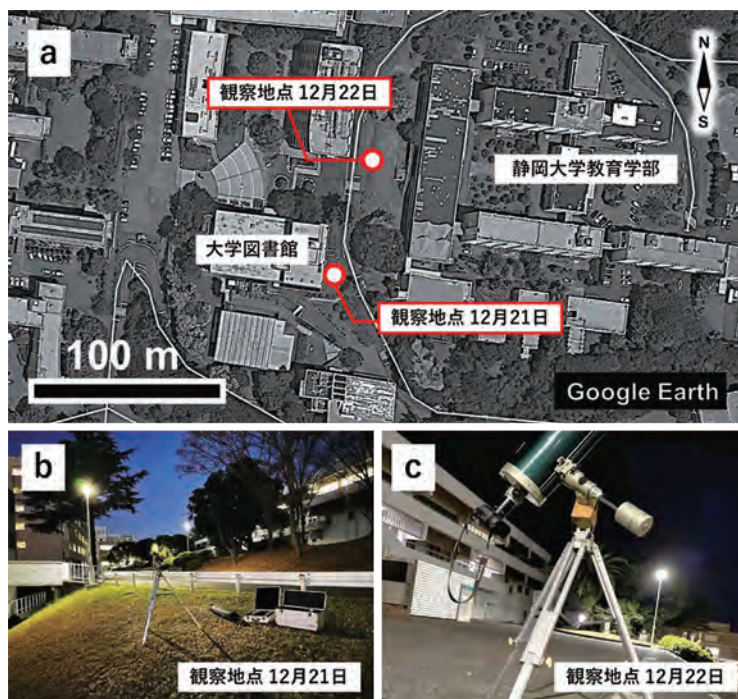 a
N
S
観察地点 12月22日
静岡大学教育学部
大学図書館
観察地点 12月21日
100 m
Google Earth
b
観察地点 12月21日
c
観察地点 12月22日